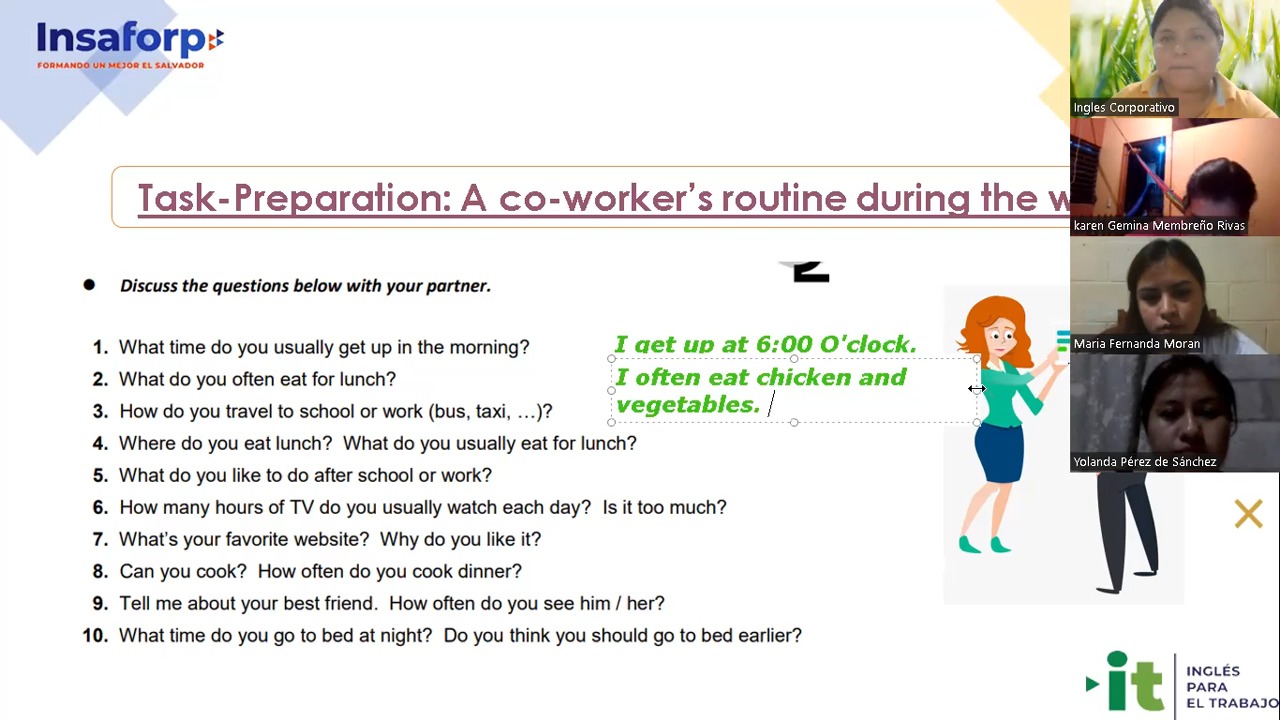 Insaforp
FORMANDO UN MEJOR EL SALVADOR
Task-Preparation: A co-worker's routine during the w
Discuss the questions below with your partner.
1. What time do you usually get up in the morning?
2. What do you often eat for lunch?
3. How do you travel to school or work (bus, taxi, …)?
4. Where do you eat lunch? What do you usually eat for lunch?
5. What do you like to do after school or work?
6. How many hours of TV do you usually watch each day? Is it too much?
7. What's your favorite website? Why do you like it?
8. Can you cook? How often do you cook dinner?
9. Tell me about your best friend. How often do you see him / her?
10. What time do you go to bed at night? Do you think you should go to bed earlier?
I get up at 6:00 O'clock.
I often eat chicken and
vegetables.
Ingles Corporativo
karen Gemina Membreño Rivas
Maria Fernanda Moran
Yolanda Pérez de Sánchez
it
INGLÉS
PARA
EL TRABAJO